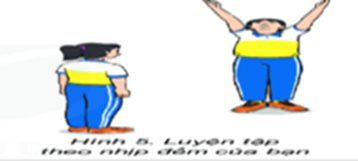 Hình 5. Luyện tập
theo nhịp đếm của bạn